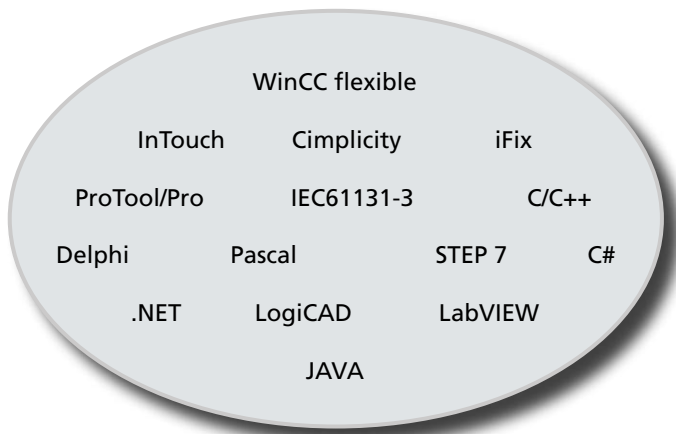 WinCC flexible
InTouch Cimplicity iFix
ProTool/Pro IEC61131-3 C/C++
Delphi Pascal STEP 7 C#
.NET LogiCAD LabVIEW
JAVA